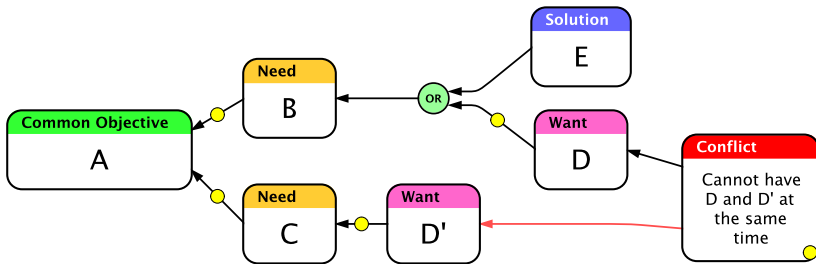 Solution
E
Need
B
OR
Common Objective
A
Want
D
Conflict
Cannot have
D and D' at
the same
time
Need
C
Want
D'